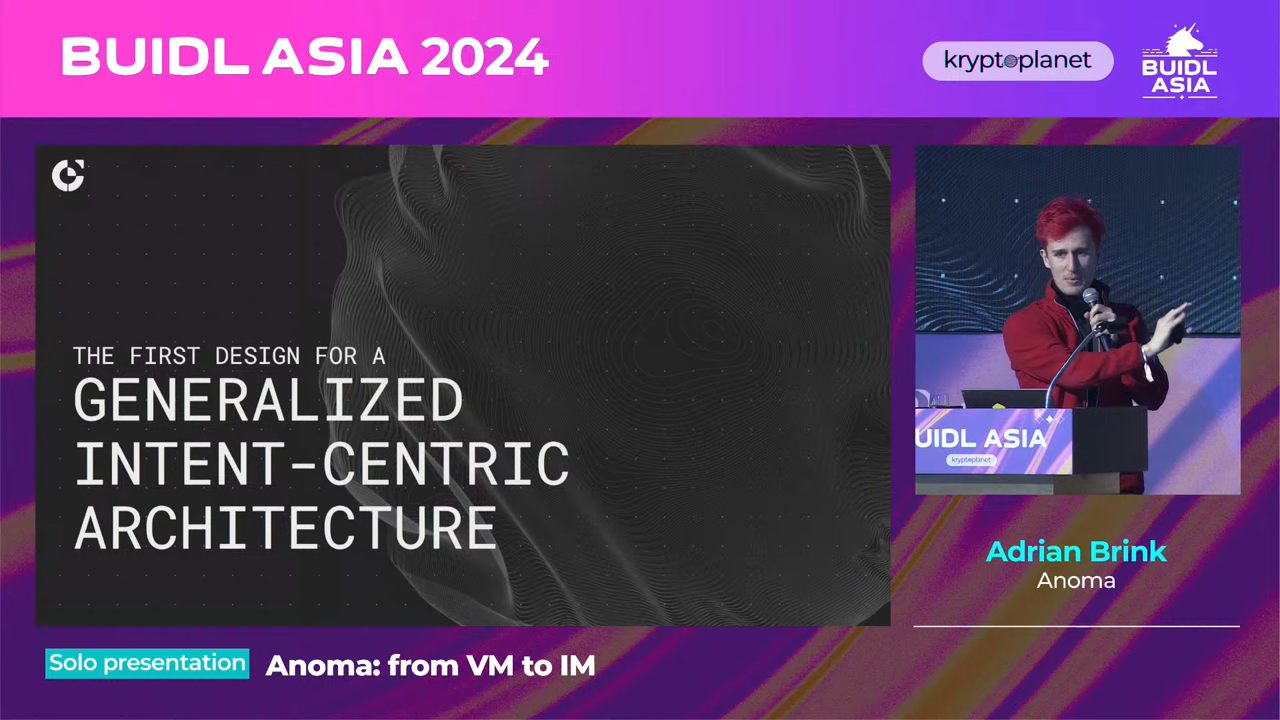 BUIDL ASIA 2024
kryptoplanet
BUIDL
ASIA
THE FIRST DESIGN FOR A
GENERALIZED
INTENT-CENTRIC
ARCHITECTURE
UIDL ASIA
kryptoplanet
Adrian Brink
Anoma
Solo presentation
Anoma: from VM to IM